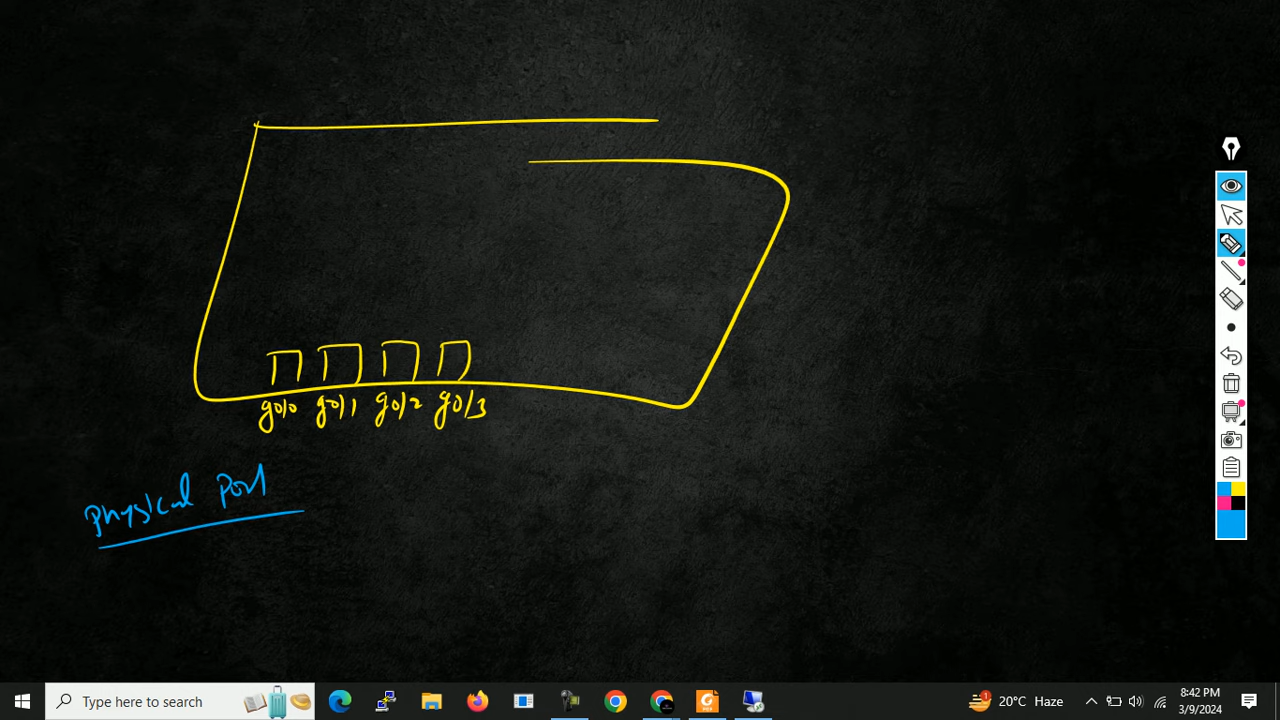 g0/0 g0/1 g0/2 g0/3
Physical Port
Type here to search
20°C Haze
8:42 PM
3/9/2024